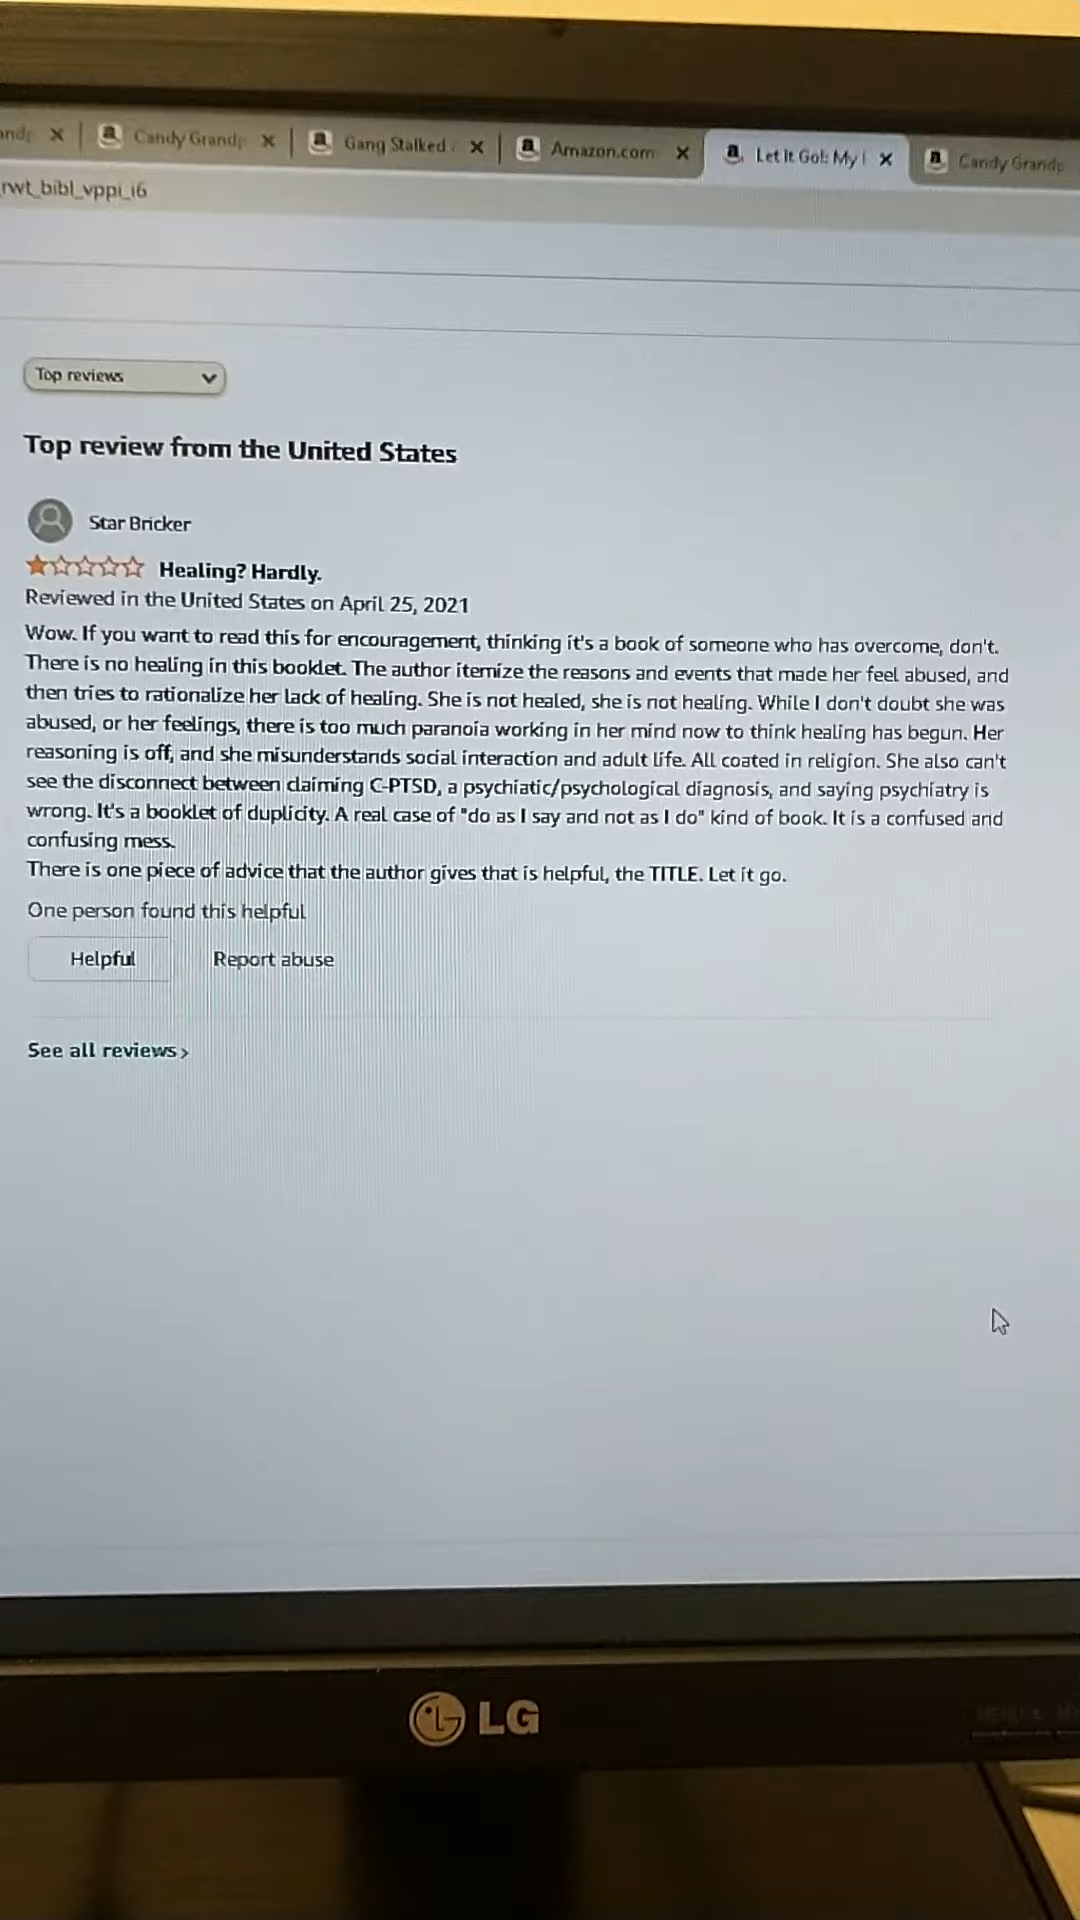 Candy Grand
Gang Stalked
Amazon.com
Let It Go!: My
Candy Grand
rwt_bibl_vppi_i6
Top reviews
Top review from the United States
Star Bricker
Healing? Hardly.
Reviewed in the United States on April 25, 2021
Wow. If you want to read this for encouragement, thinking it's a book of someone who has overcome, don't.
There is no healing in this booklet. The author itemize the reasons and events that made her feel abused, and
then tries to rationalize her lack of healing. She is not healed, she is not healing. While I don't doubt she was
abused, or her feelings, there is too much paranoia working in her mind now to think healing has begun. Her
reasoning is off, and she misunderstands social interaction and adult life. All coated in religion. She also can't
see the disconnect between claiming C-PTSD, a psychiatic/psychological diagnosis, and saying psychiatry is
wrong. It's a booklet of duplicity. A real case of "do as I say and not as I do" kind of book. It is a confused and
confusing mess.
There is one piece of advice that the author gives that is helpful, the TITLE. Let it go.
One person found this helpful
Helpful
Report abuse
See all reviews ›
LG